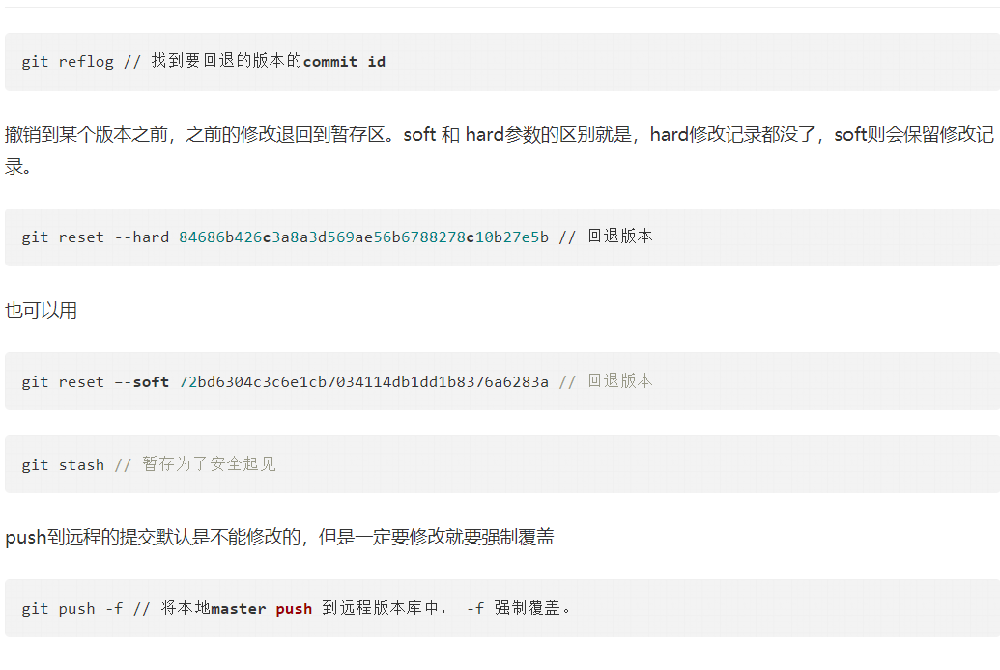 git reflog // 找到要回退的版本的commit id
撤销到某个版本之前，之前的修改退回到暂存区。soft 和 hard参数的区别就是，hard修改记录都没了，soft则会保留修改记
录。
git reset --hard 84686b426c3a8a3d569ae56b6788278c10b27e5b // 回退版本
也可以用
git reset –-soft 72bd6304c3c6e1cb7034114db1dd1b8376a6283a // 回退版本
git stash // 暂存为了安全起见
push到远程的提交默认是不能修改的，但是一定要修改就要强制覆盖
git push -f // 将本地master push 到远程版本库中， -f 强制覆盖。